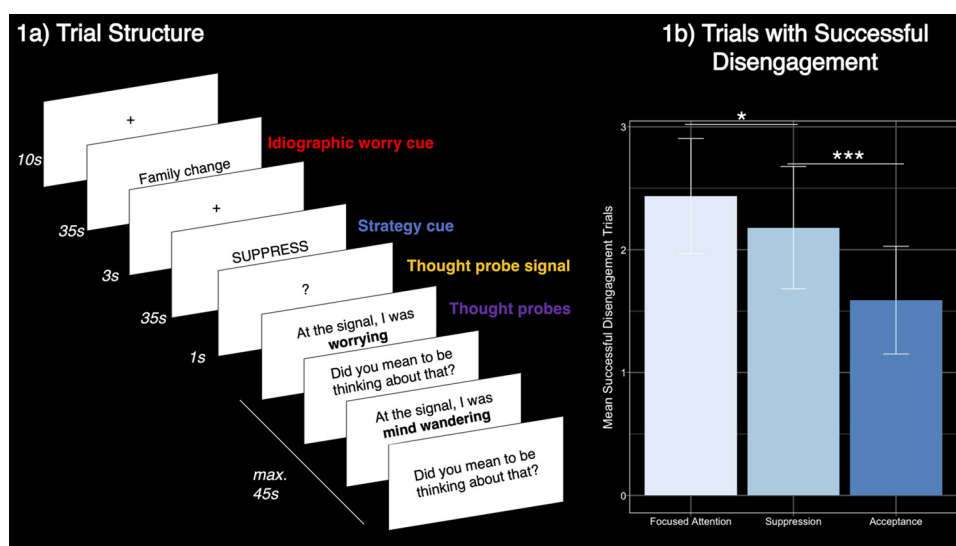 1a) Trial Structure
+
10s
Idiographic worry cue
Family change
35s
+
3s
Strategy cue
SUPPRESS
35s
Thought probe signal
?
1s
Thought probes
At the signal, I was
worrying
Did you mean to be
thinking about that?
At the signal, I was
mind wandering
Did you mean to be
thinking about that?
max.
45s
1b) Trials with Successful
Disengagement
*
***
Mean Successful Disengagement Trials
3
2
1
0
Focused Attention
Suppression
Acceptance